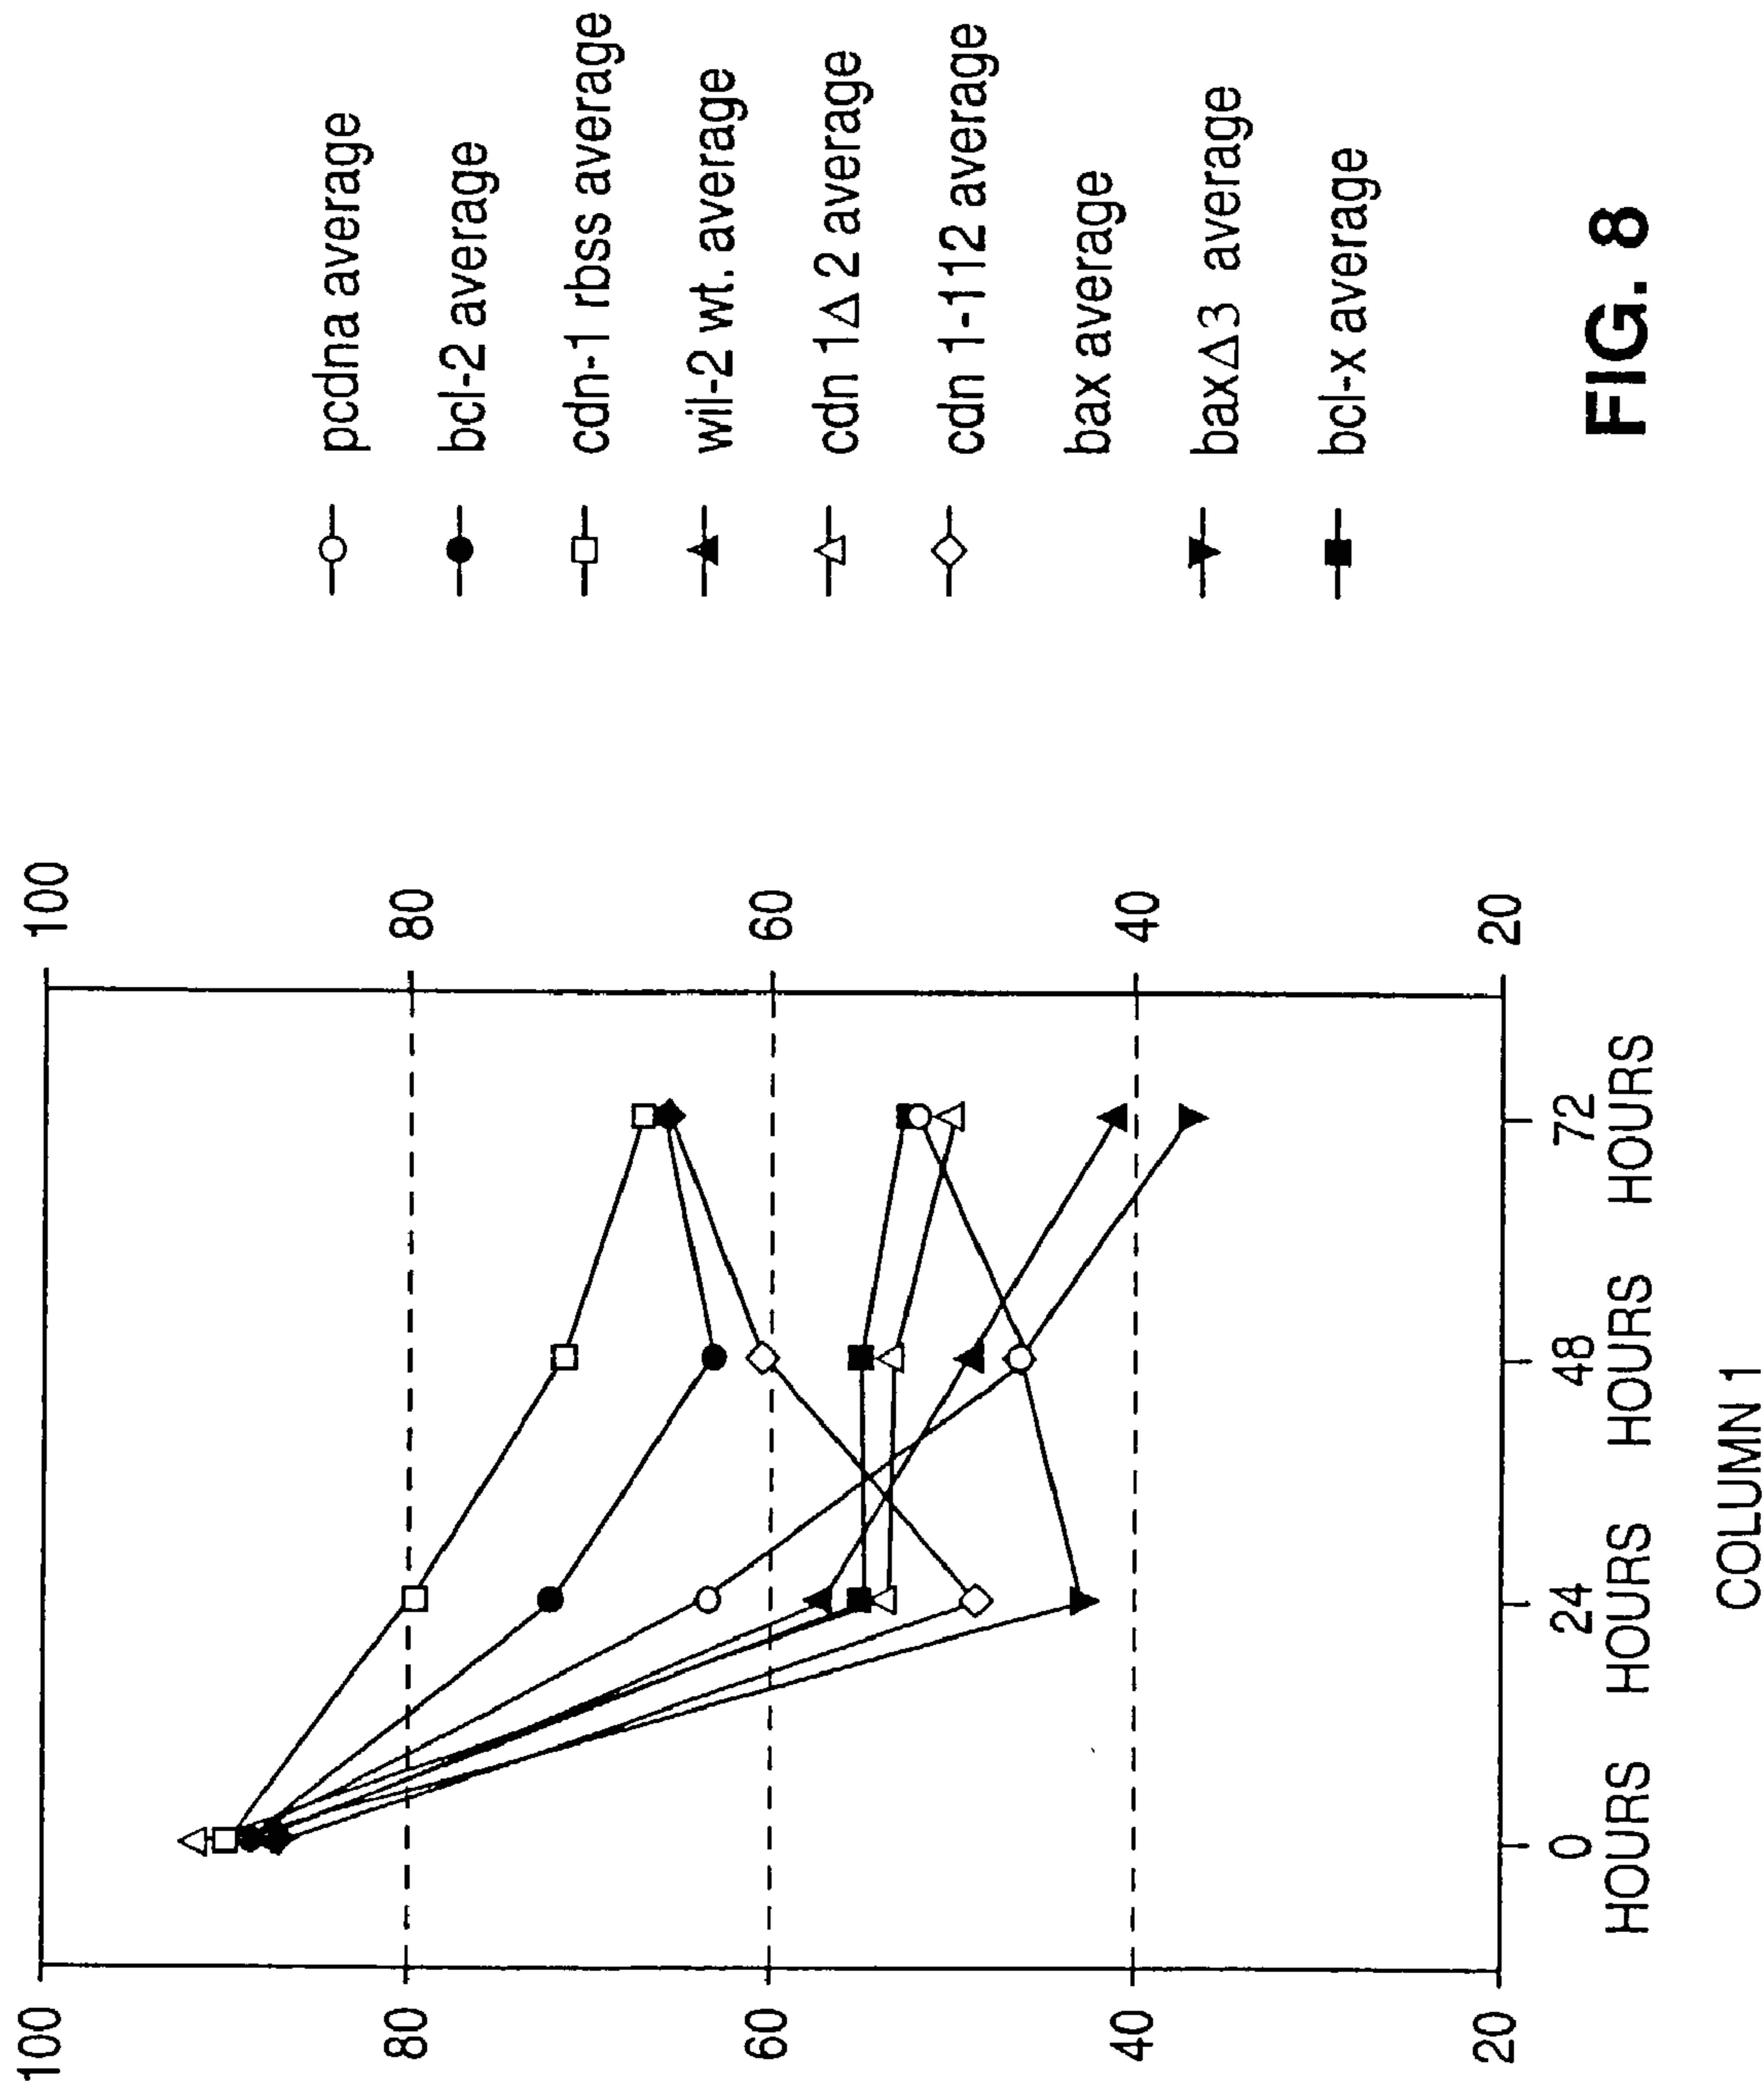 100
80
60
40
20
100
80
60
40
20
0
HOURS
24
HOURS
48
HOURS
72
HOURS
COLUMN 1
pcdna average
bcl-2 average
cdn-1 rbss average
wil-2 wt. average
cdn 1Δ2 average
cdn 1-112 average
bax average
baxΔ3 average
bcl-x average
FIG. 8